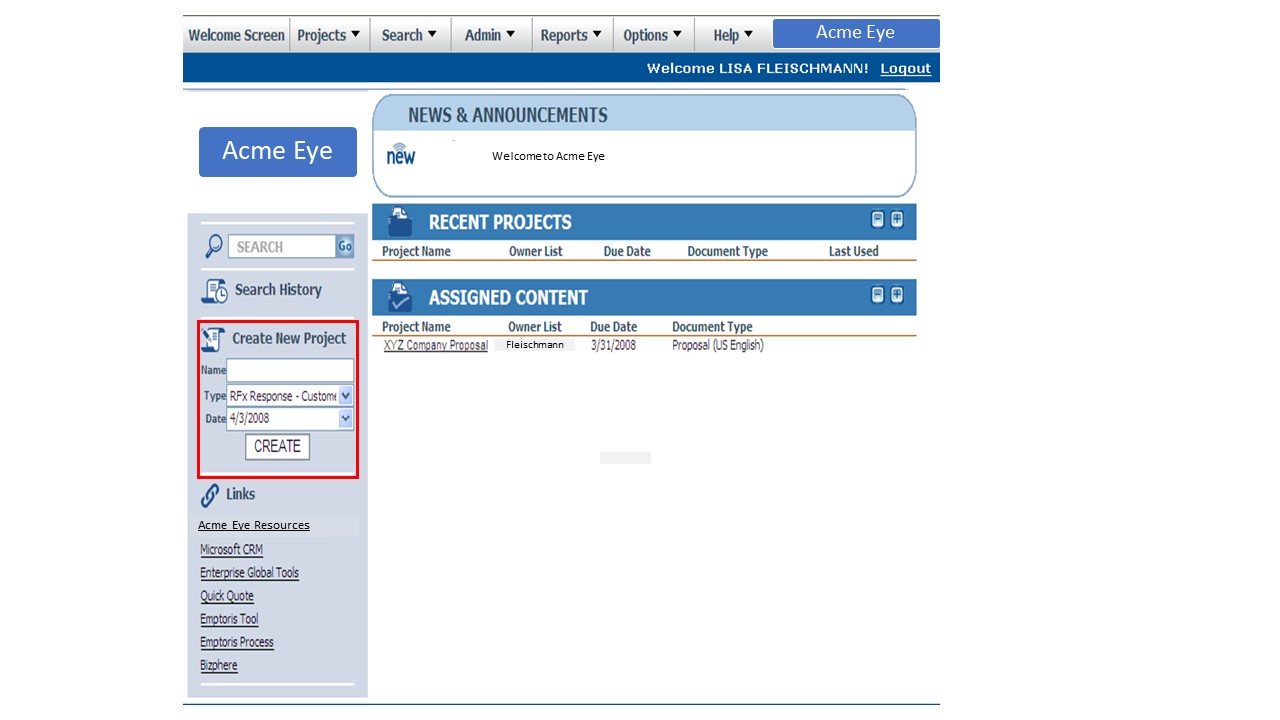 Welcome Screen Projects Search Admin Reports Options Help Acme Eye
Welcome LISA FLEISCHMANN! Logout
NEWS & ANNOUNCEMENTS
new Welcome to Acme Eye
Acme Eye
SEARCH Go
Search History
Create New Project
Name
Type RFx Response - Custome
Date 4/3/2008
CREATE
Links
Acme Eye Resources
Microsoft CRM
Enterprise Global Tools
Quick Quote
Emptoris Tool
Emptoris Process
Bizphere
RECENT PROJECTS
Project Name Owner List Due Date Document Type Last Used
ASSIGNED CONTENT
Project Name Owner List Due Date Document Type
XYZ Company Proposal Fleischmann 3/31/2008 Proposal (US English)